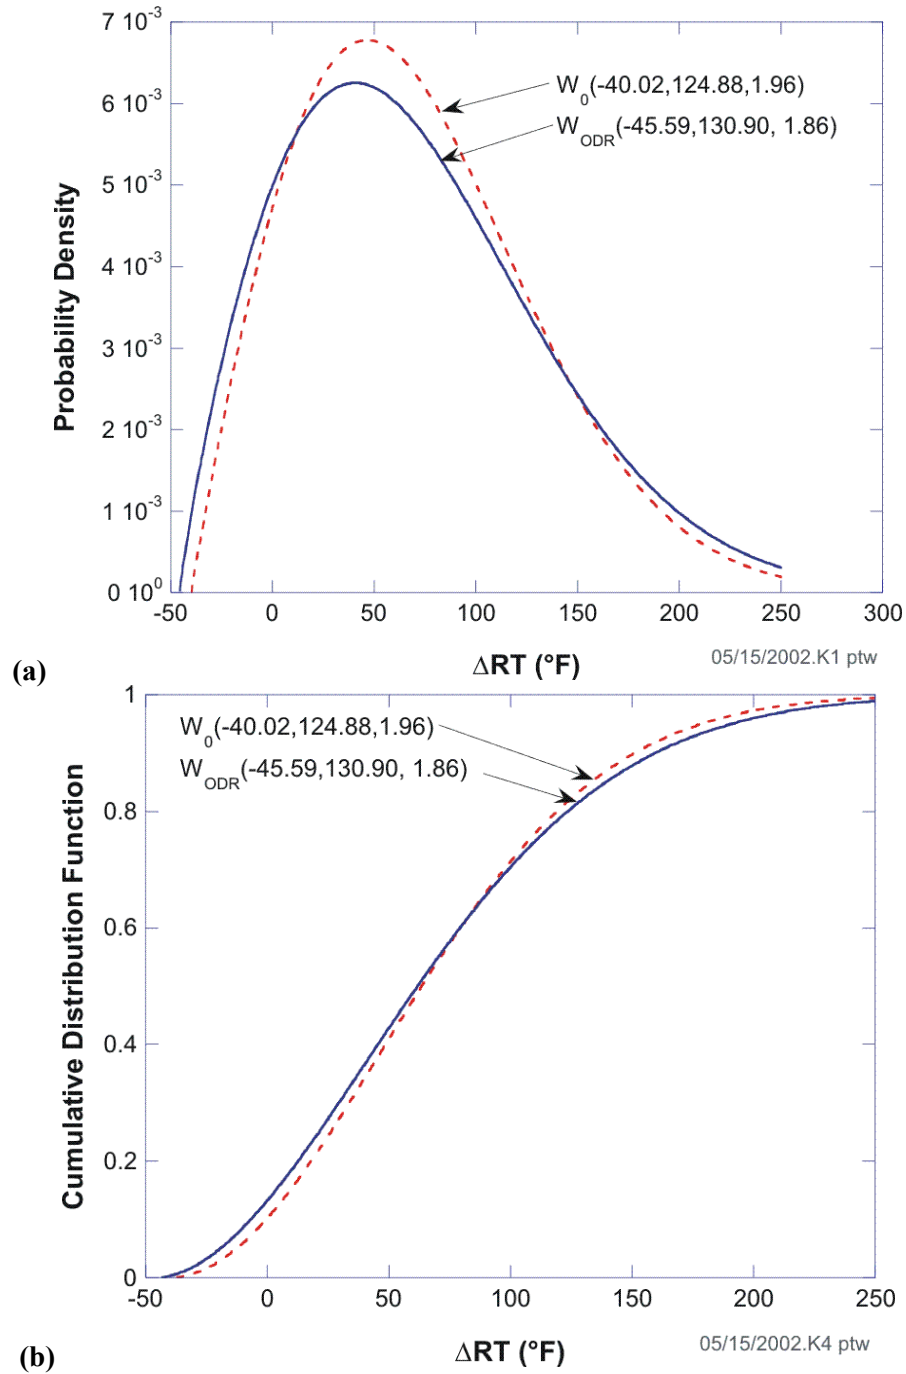 7 10-3
6 10-3
5 10-3
4 10-3
3 10-3
2 10-3
1 10-3
0 100
Probability Density
W0(-40.02,124.88,1.96)
WODR(-45.59,130.90, 1.86)
-50 0 50 100 150 200 250 300
ΔRT (°F)
05/15/2002.K1 ptw
(a)
1
0.8
0.6
0.4
0.2
0
Cumulative Distribution Function
W0(-40.02,124.88,1.96)
WODR(-45.59,130.90, 1.86)
-50 0 50 100 150 200 250
ΔRT (°F)
05/15/2002.K4 ptw
(b)